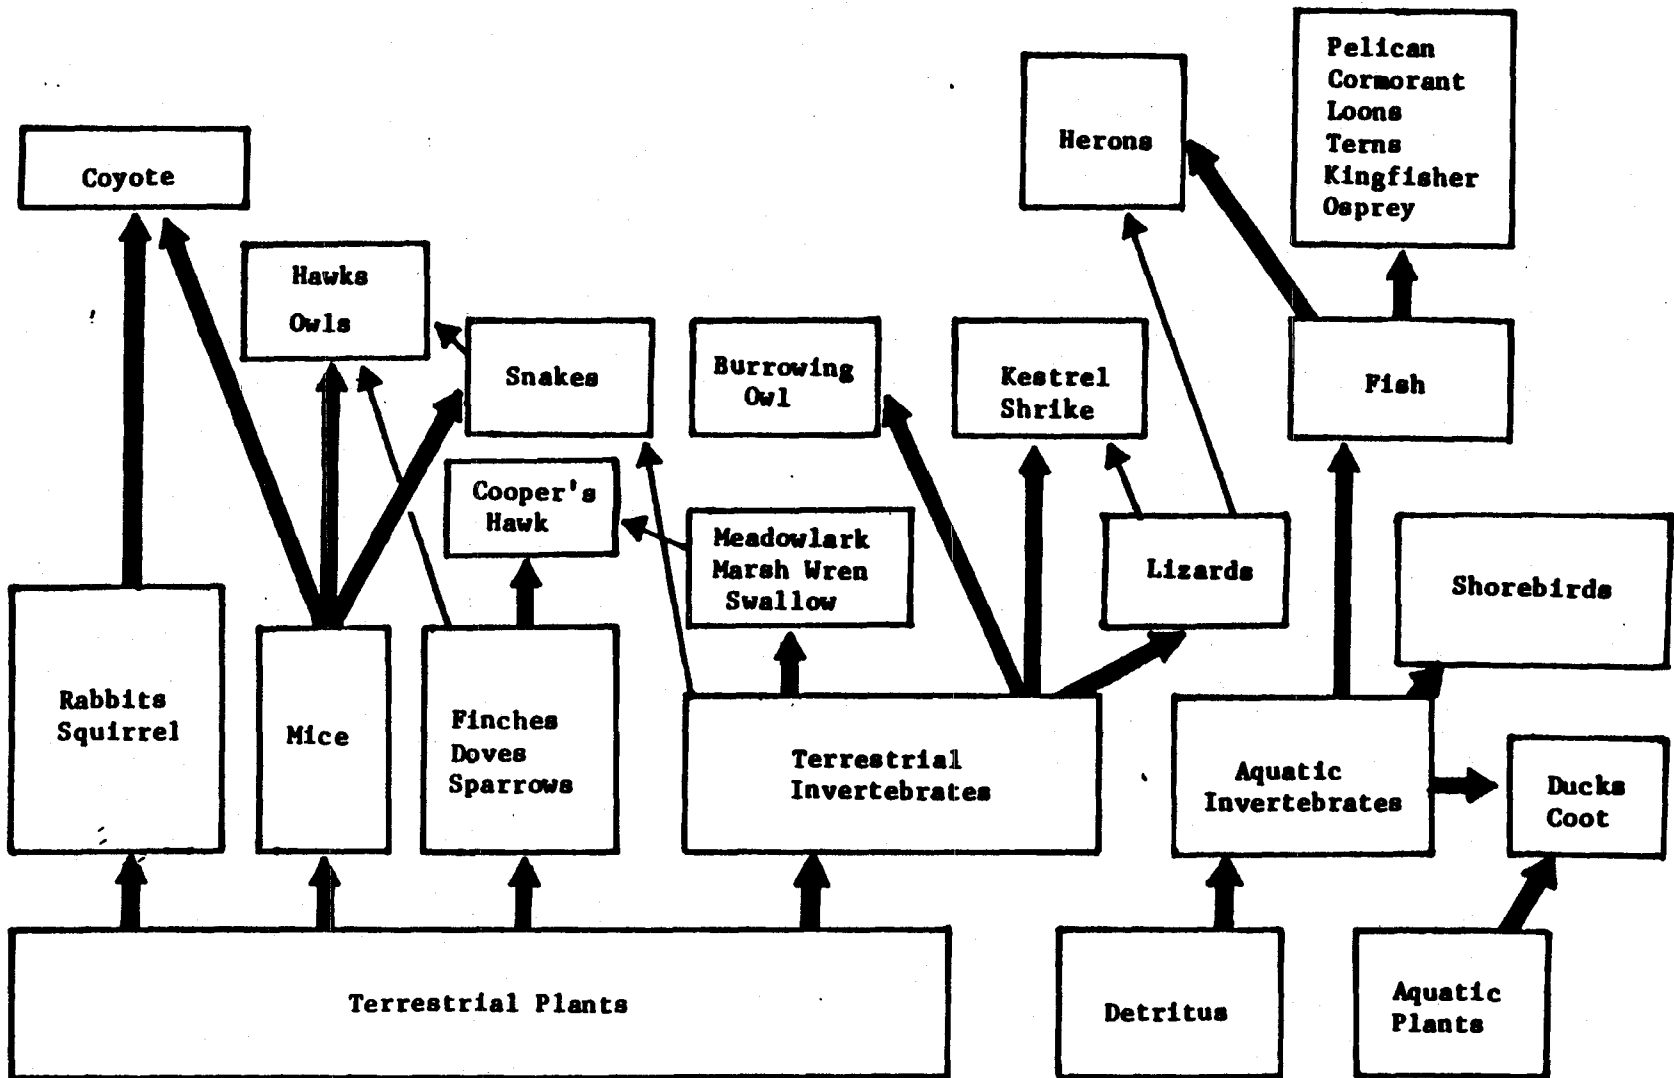 Pelican
Cormorant
Loons
Terns
Kingfisher
Osprey
Herons
Coyote
Hawks
Owls
Snakes
Burrowing
Owl
Kestrel
Shrike
Fish
Cooper's
Hawk
Meadowlark
Marsh Wren
Swallow
Lizards
Shorebirds
Rabbits
Squirrel
Mice
Finches
Doves
Sparrows
Terrestrial
Invertebrates
Aquatic
Invertebrates
Ducks
Coot
Terrestrial Plants
Detritus
Aquatic
Plants